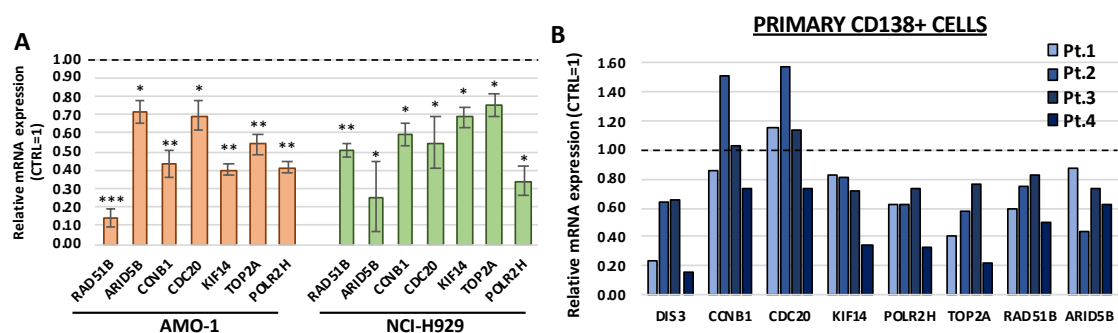 A
Relative mRNA expression
(CTRL=1)
1.00
0.90
0.80
0.70
0.60
0.50
0.40
0.30
0.20
0.10
0.00
***
*
**
*
**
**
**
**
*
*
*
*
*
*
RAD51B
ARID5B
CCNB1
CDC20
KIF14
TOP2A
POLR2H
RAD51B
ARID5B
CCNB1
CDC20
KIF14
TOP2A
POLR2H
AMO-1
NCI-H929
B
PRIMARY CD138+ CELLS
Relative mRNA expression (CTRL=1)
1.60
1.40
1.20
1.00
0.80
0.60
0.40
0.20
0.00
Pt.1
Pt.2
Pt.3
Pt.4
DIS3
CCNB1
CDC20
KIF14
POLR2H
TOP2A
RAD51B
ARID5B